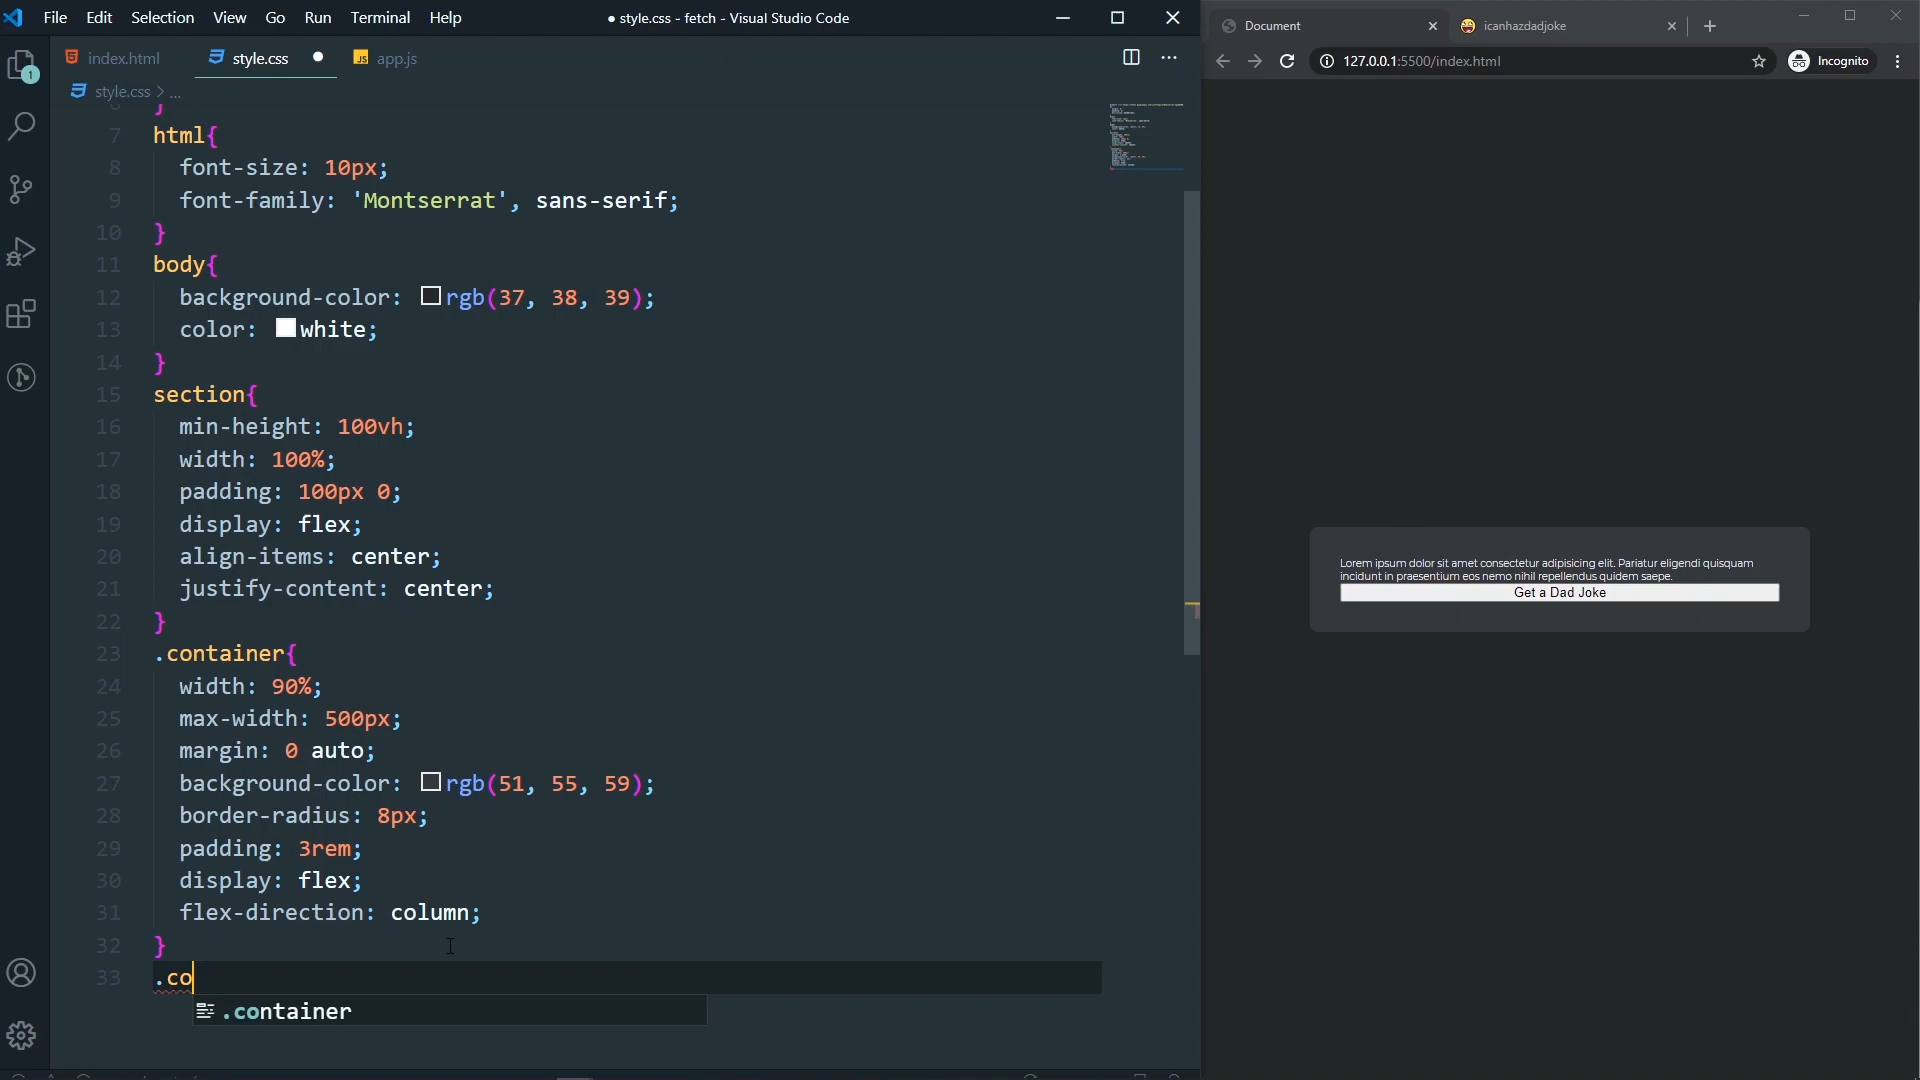 File Edit Selection View Go Run Terminal Help
● style.css - fetch - Visual Studio Code
index.html
style.css
JS app.js
style.css > ...
6 }
7 html{
8 font-size: 10px;
9 font-family: 'Montserrat', sans-serif;
10 }
11 body{
12 background-color: rgb(37, 38, 39);
13 color: white;
14 }
15 section{
16 min-height: 100vh;
17 width: 100%;
18 padding: 100px 0;
19 display: flex;
20 align-items: center;
21 justify-content: center;
22 }
23 .container{
24 width: 90%;
25 max-width: 500px;
26 margin: 0 auto;
27 background-color: rgb(51, 55, 59);
28 border-radius: 8px;
29 padding: 3rem;
30 display: flex;
31 flex-direction: column;
32 }
33 .co
.container
1
Document
icanhazdadjoke
127.0.0.1:5500/index.html
Incognito
Lorem ipsum dolor sit amet consectetur adipisicing elit. Pariatur eligendi quisquam
incidunt in praesentium eos nemo nihil repellendus quidem saepe.
Get a Dad Joke